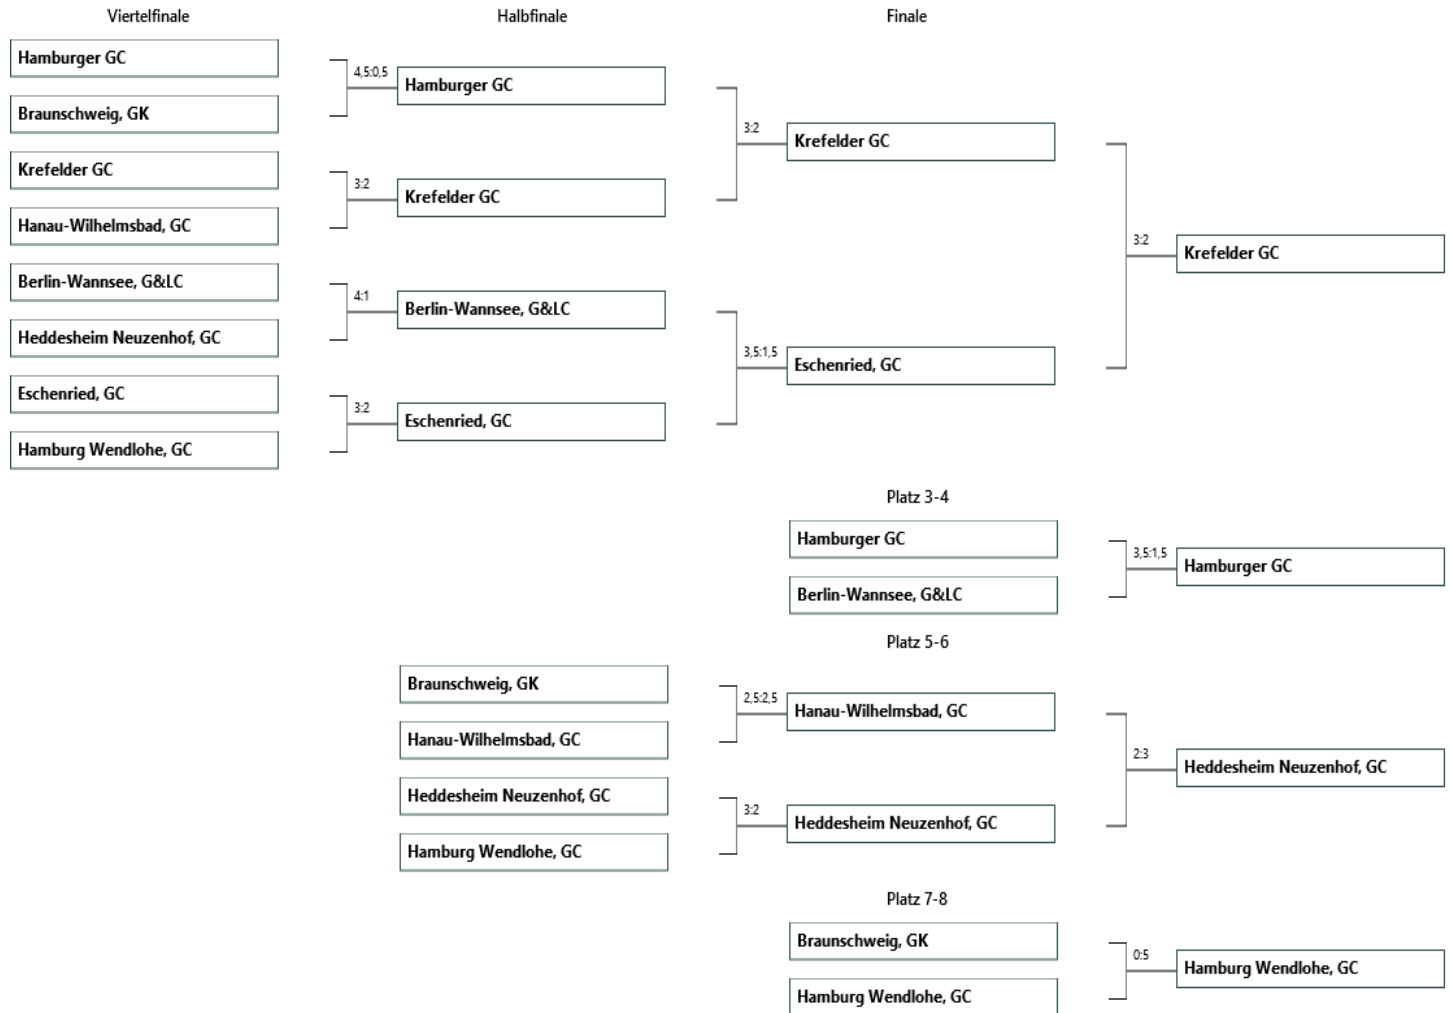 Viertelfinale
Halbfinale
Finale
Hamburger GC
4,5:0,5
Hamburger GC
Braunschweig, GK
3:2
Krefelder GC
Krefelder GC
3:2
Krefelder GC
Hanau-Wilhelmsbad, GC
3:2
Krefelder GC
Berlin-Wannsee, G&LC
4:1
Berlin-Wannsee, G&LC
Heddesheim Neuzenhof, GC
3,5:1,5
Eschenried, GC
Eschenried, GC
3:2
Eschenried, GC
Hamburg Wendlohe, GC
Platz 3-4
Hamburger GC
3,5:1,5
Hamburger GC
Berlin-Wannsee, G&LC
Platz 5-6
Braunschweig, GK
2,5:2,5
Hanau-Wilhelmsbad, GC
Hanau-Wilhelmsbad, GC
2:3
Heddesheim Neuzenhof, GC
Heddesheim Neuzenhof, GC
3:2
Heddesheim Neuzenhof, GC
Hamburg Wendlohe, GC
Platz 7-8
Braunschweig, GK
0:5
Hamburg Wendlohe, GC
Hamburg Wendlohe, GC